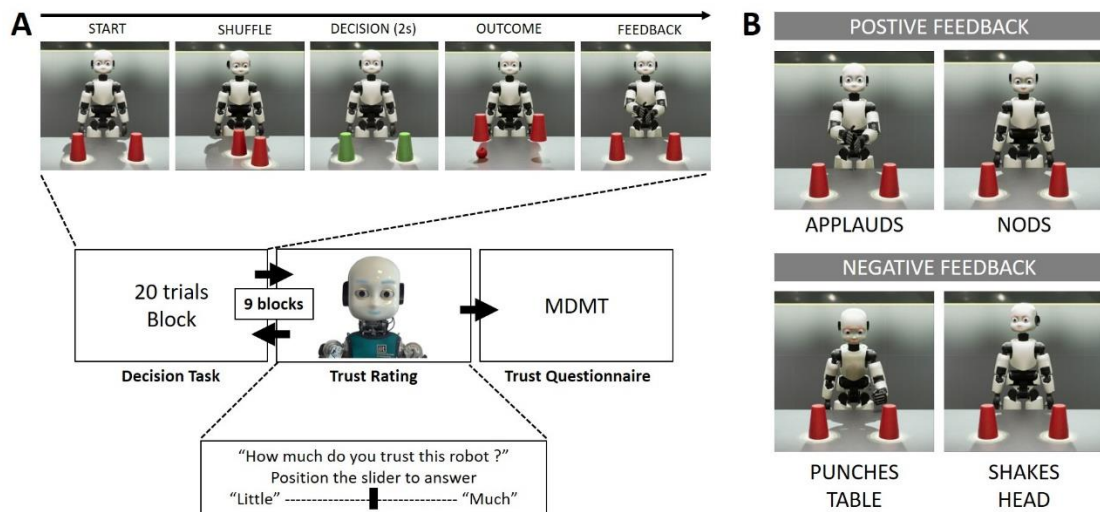 A
START
SHUFFLE
DECISION (2s)
OUTCOME
FEEDBACK
20 trials
Block
9 blocks
MDMT
Decision Task
Trust Rating
Trust Questionnaire
“How much do you trust this robot ?”
Position the slider to answer
“Little”
“Much”
B
POSTIVE FEEDBACK
APPLAUDS
NODS
NEGATIVE FEEDBACK
PUNCHES
TABLE
SHAKES
HEAD